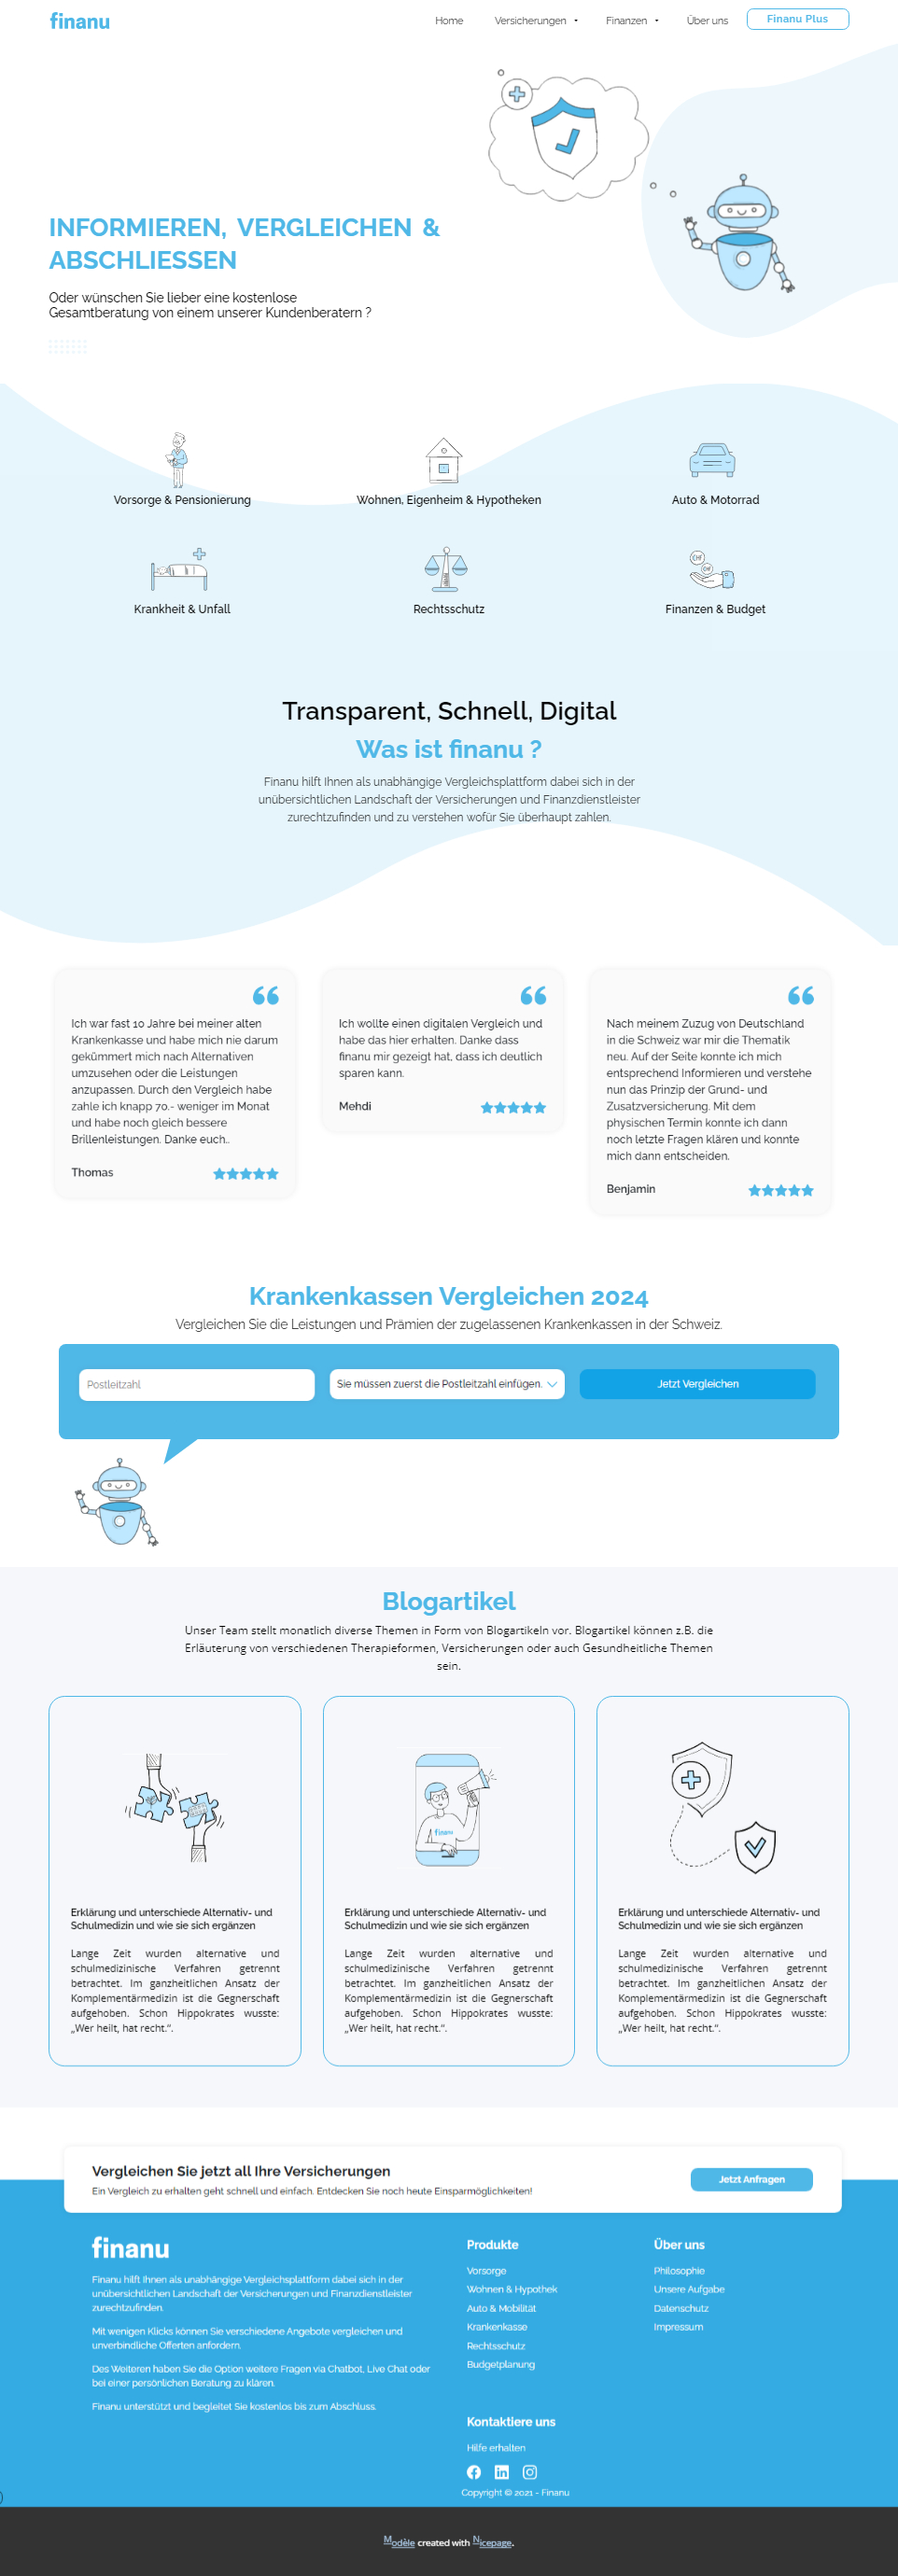 finanu
Home Versicherungen Finanzen Über uns Finanu Plus
INFORMIEREN, VERGLEICHEN &
ABSCHLIESSEN
Oder wünschen Sie lieber eine kostenlose
Gesamtberatung von einem unserer Kundenberatern ?
Vorsorge & Pensionierung
Wohnen, Eigenheim & Hypotheken
Auto & Motorrad
CHF
CHF
Krankheit & Unfall
Rechtsschutz
Finanzen & Budget
Transparent, Schnell, Digital
Was ist finanu ?
Finanu hilft Ihnen als unabhängige Vergleichsplattform dabei sich in der
unübersichtlichen Landschaft der Versicherungen und Finanzdienstleister
zurechtzufinden und zu verstehen wofür Sie überhaupt zahlen.
Ich war fast 10 Jahre bei meiner alten
Krankenkasse und habe mich nie darum
gekümmert mich nach Alternativen
umzusehen oder die Leistungen
anzupassen. Durch den Vergleich habe
zahle ich knapp 70.- weniger im Monat
und habe noch gleich bessere
Brillenleistungen. Danke euch..
Thomas
Ich wollte einen digitalen Vergleich und
habe das hier erhalten. Danke dass
finanu mir gezeigt hat, dass ich deutlich
sparen kann.
Mehdi
Nach meinem Zuzug von Deutschland
in die Schweiz war mir die Thematik
neu. Auf der Seite konnte ich mich
entsprechend Informieren und verstehe
nun das Prinzip der Grund- und
Zusatzversicherung. Mit dem
physischen Termin konnte ich dann
noch letzte Fragen klären und konnte
mich dann entscheiden.
Benjamin
Krankenkassen Vergleichen 2024
Vergleichen Sie die Leistungen und Prämien der zugelassenen Krankenkassen in der Schweiz.
Postleitzahl
Sie müssen zuerst die Postleitzahl einfügen.
Jetzt Vergleichen
Blogartikel
Unser Team stellt monatlich diverse Themen in Form von Blogartikeln vor. Blogartikel können z.B. die
Erläuterung von verschiedenen Therapieformen, Versicherungen oder auch Gesundheitliche Themen
sein.
finanu
Erklärung und unterschiede Alternativ- und
Schulmedizin und wie sie sich ergänzen
Lange Zeit wurden alternative und
schulmedizinische Verfahren getrennt
betrachtet. Im ganzheitlichen Ansatz der
Komplementärmedizin ist die Gegnerschaft
aufgehoben. Schon Hippokrates wusste:
„Wer heilt, hat recht.“.
Erklärung und unterschiede Alternativ- und
Schulmedizin und wie sie sich ergänzen
Lange Zeit wurden alternative und
schulmedizinische Verfahren getrennt
betrachtet. Im ganzheitlichen Ansatz der
Komplementärmedizin ist die Gegnerschaft
aufgehoben. Schon Hippokrates wusste:
„Wer heilt, hat recht.“.
Erklärung und unterschiede Alternativ- und
Schulmedizin und wie sie sich ergänzen
Lange Zeit wurden alternative und
schulmedizinische Verfahren getrennt
betrachtet. Im ganzheitlichen Ansatz der
Komplementärmedizin ist die Gegnerschaft
aufgehoben. Schon Hippokrates wusste:
„Wer heilt, hat recht.“.
Vergleichen Sie jetzt all Ihre Versicherungen
Ein Vergleich zu erhalten geht schnell und einfach. Entdecken Sie noch heute Einsparmöglichkeiten!
Jetzt Anfragen
finanu
Finanu hilft Ihnen als unabhängige Vergleichsplattform dabei sich in der
unübersichtlichen Landschaft der Versicherungen und Finanzdienstleister
zurechtzufinden.
Mit wenigen Klicks können Sie verschiedene Angebote vergleichen und
unverbindliche Offerten anfordern.
Des Weiteren haben Sie die Option weitere Fragen via Chatbot, Live Chat oder
bei einer persönlichen Beratung zu klären.
Finanu unterstützt und begleitet Sie kostenlos bis zum Abschluss.
Produkte
Vorsorge
Wohnen & Hypothek
Auto & Mobilität
Krankenkasse
Rechtsschutz
Budgetplanung
Über uns
Philosophie
Unsere Aufgabe
Datenschutz
Impressum
Kontaktiere uns
Hilfe erhalten
Copyright © 2021 - Finanu
)
Modèle created with Nicepage.